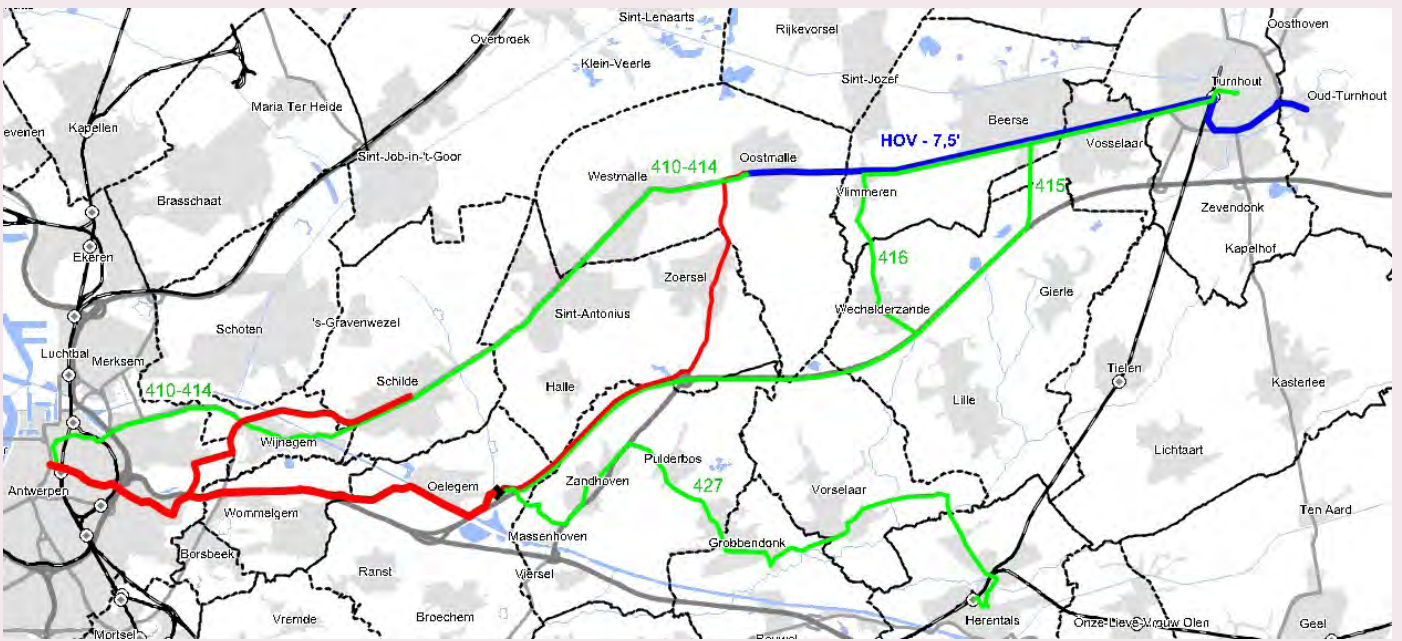 Sint-Lenaarts
Rijkevorsel
Oosthoven
Overbroek
Klein-Veerle
Sint-Jozef
Turnhout
Oud-Turnhout
Maria Ter Heide
Kapellen
Beerse
HOV - 7,5'
Vosselaar
Sint-Job-in-'t-Goor
Oostmalle
410-414
Westmalle
Vlimmeren
415
Brasschaat
Zevendonk
Kapelhof
Ekeren
416
Zoersel
Gierle
Wechelderzande
Sint-Antonius
's-Gravenwezel
Schoten
Luchtbal
Merksem
Tielen
Kasterlee
Schilde
Halle
410-414
Lille
Wijnegem
Lichtaart
Pulderbos
Antwerpen
Oelegem
Zandhoven
427
Vorselaar
Wommelgem
Ten Aard
Massenhoven
Grobbendonk
Borsbeek
Ranst
Viersel
Vremde
Broechem
Herentals
Onze-Lieve-Vrouw Olen
Geel
Mortsel